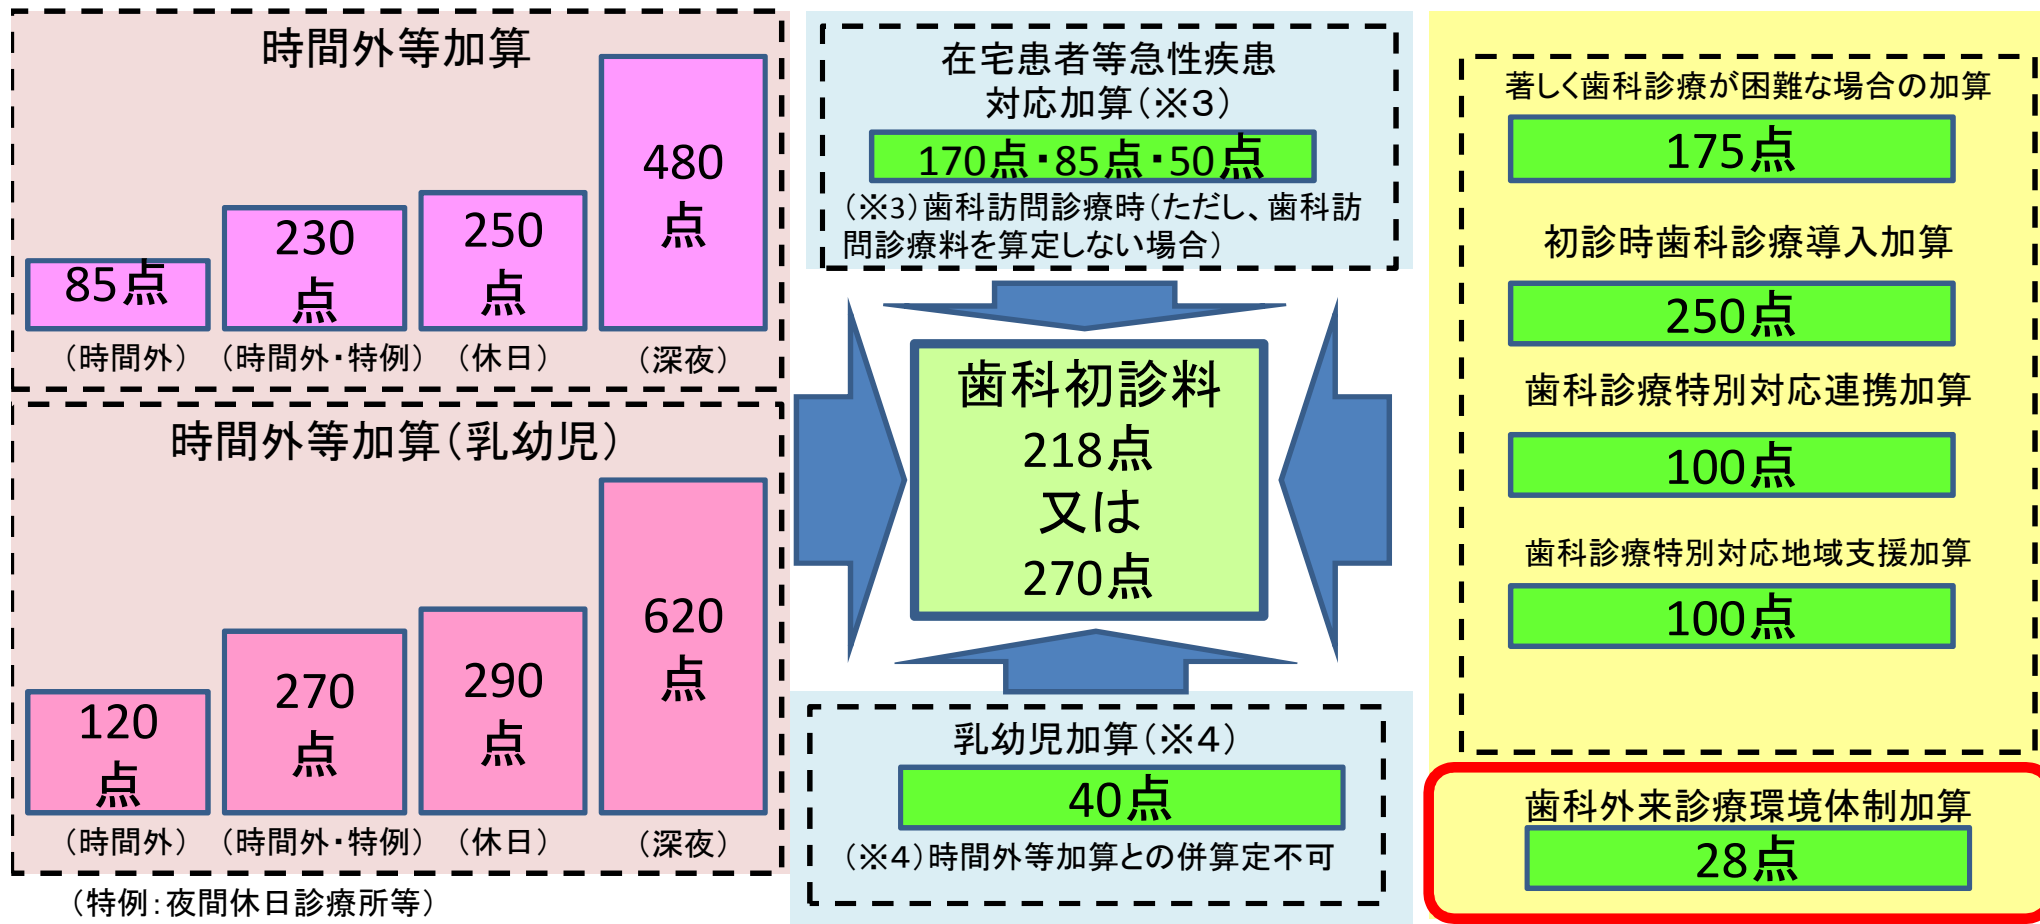 時間外等加算
85点
230
点
250
点
480
点
(時間外)
(時間外・特例)
(休日)
(深夜)
時間外等加算(乳幼児)
120
点
270
点
290
点
620
点
(時間外)
(時間外・特例)
(休日)
(深夜)
(特例:夜間休日診療所等)
在宅患者等急性疾患
対応加算(※3)
170点・85点・50点
(※3)歯科訪問診療時(ただし、歯科訪
問診療料を算定しない場合)
歯科初診料
218点
又は
270点
乳幼児加算(※4)
40点
(※4)時間外等加算との併算定不可
著しく歯科診療が困難な場合の加算
175点
初診時歯科診療導入加算
250点
歯科診療特別対応連携加算
100点
歯科診療特別対応地域支援加算
100点
歯科外来診療環境体制加算
28点